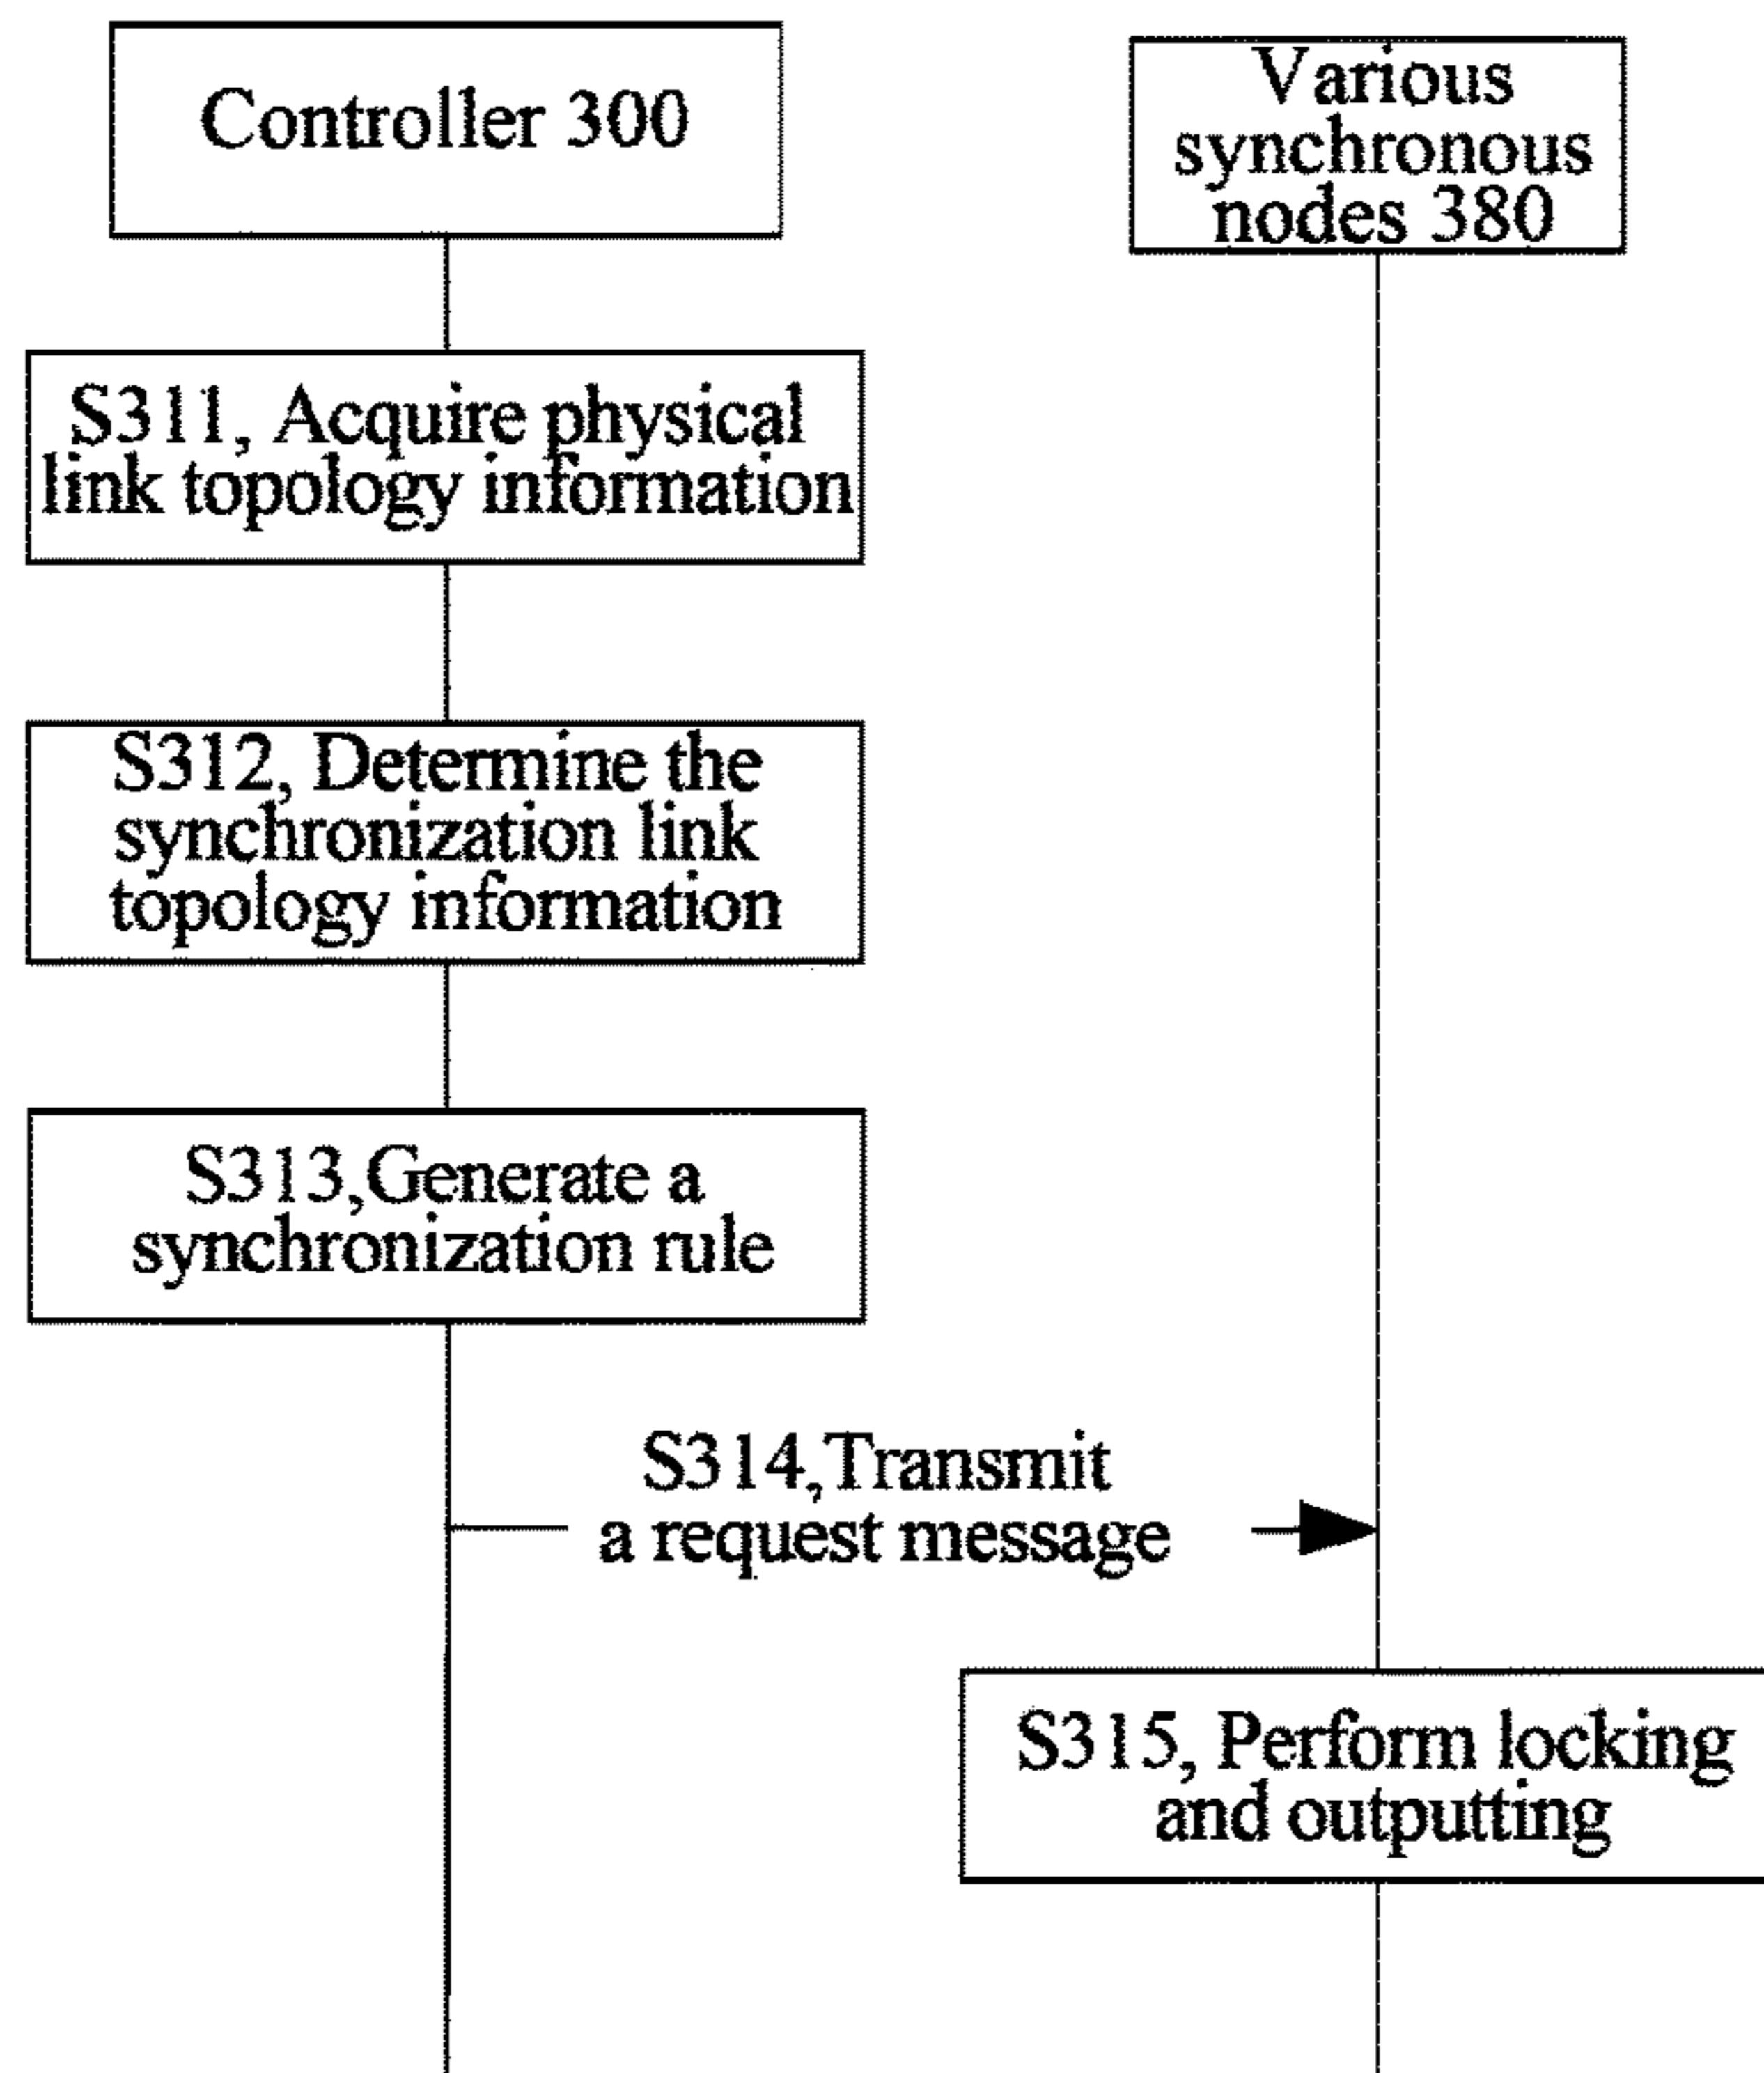 Controller 300
Various
synchronous
nodes 380
S311, Acquire physical
link topology information
S312, Determine the
synchronization link
topology information
S313,Generate a
synchronization rule
S314,Transmit
a request message
S315, Perform locking
and outputting